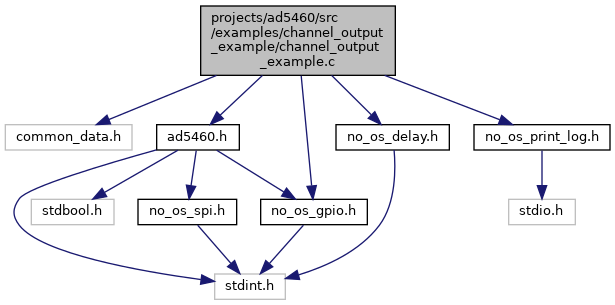 projects/ad5460/src
/examples/channel_output
_example/channel_output
_example.c
common_data.h
ad5460.h
no_os_delay.h
no_os_print_log.h
stdbool.h
no_os_spi.h
no_os_gpio.h
stdio.h
stdint.h